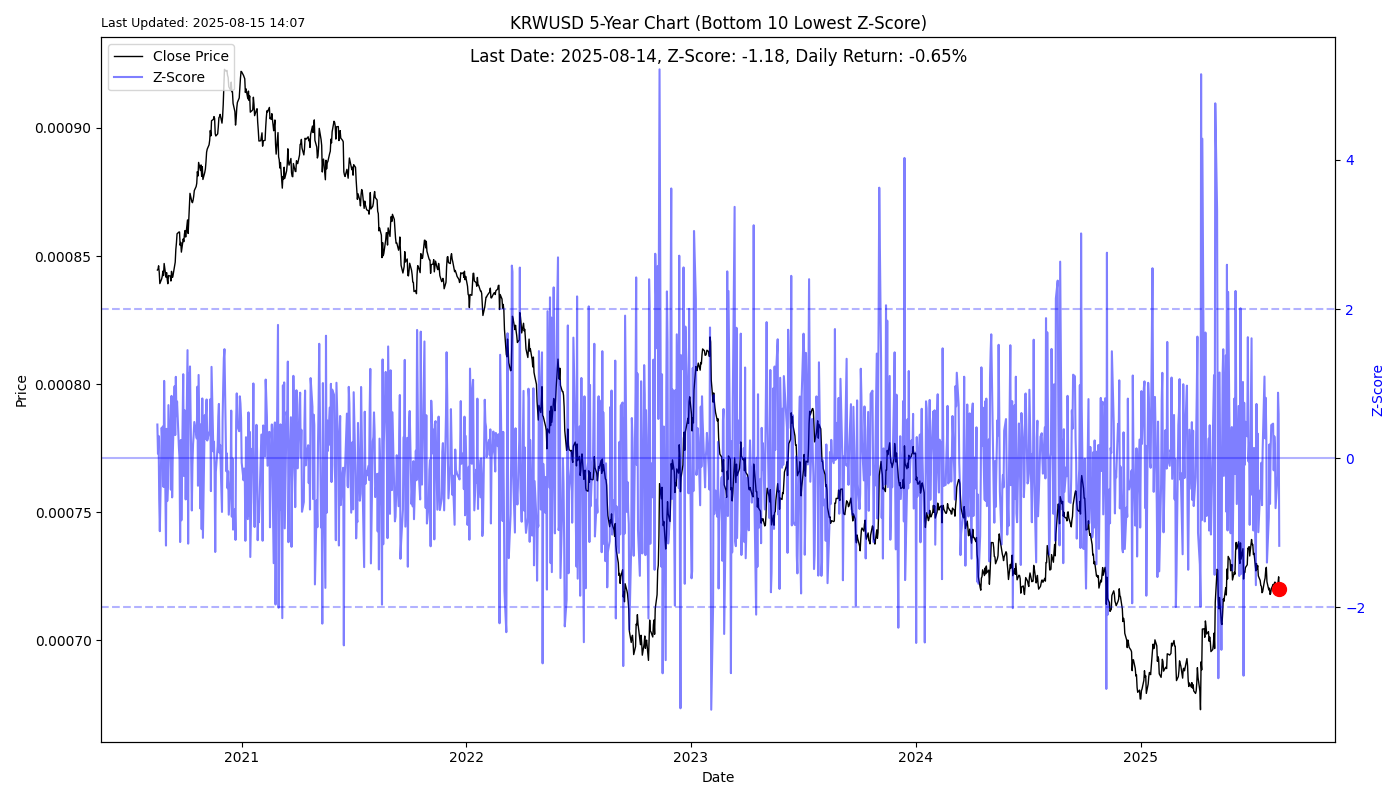 Last Updated: 2025-08-15 14:07
KRWUSD 5-Year Chart (Bottom 10 Lowest Z-Score)
Last Date: 2025-08-14, Z-Score: -1.18, Daily Return: -0.65%
Close Price
Z-Score
0.00090
0.00085
0.00080
0.00075
0.00070
Price
4
2
0
−2
Z-Score
2021
2022
2023
2024
2025
Date